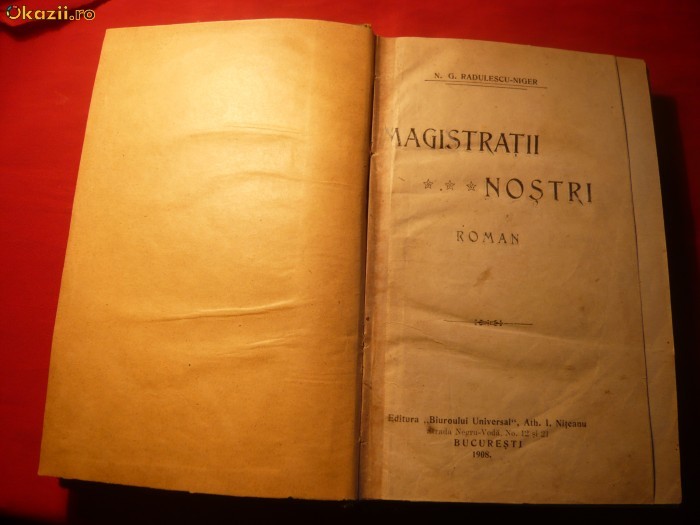 Okazii.ro
N. G. RADULESCU-NIGER
MAGISTRAȚII
NOȘTRI
ROMAN
Editura „Biuroului Universal", Ath. I. Nițeanu
Strada Negru-Vodă, No. 12 și 21
BUCUREȘTI
1908.